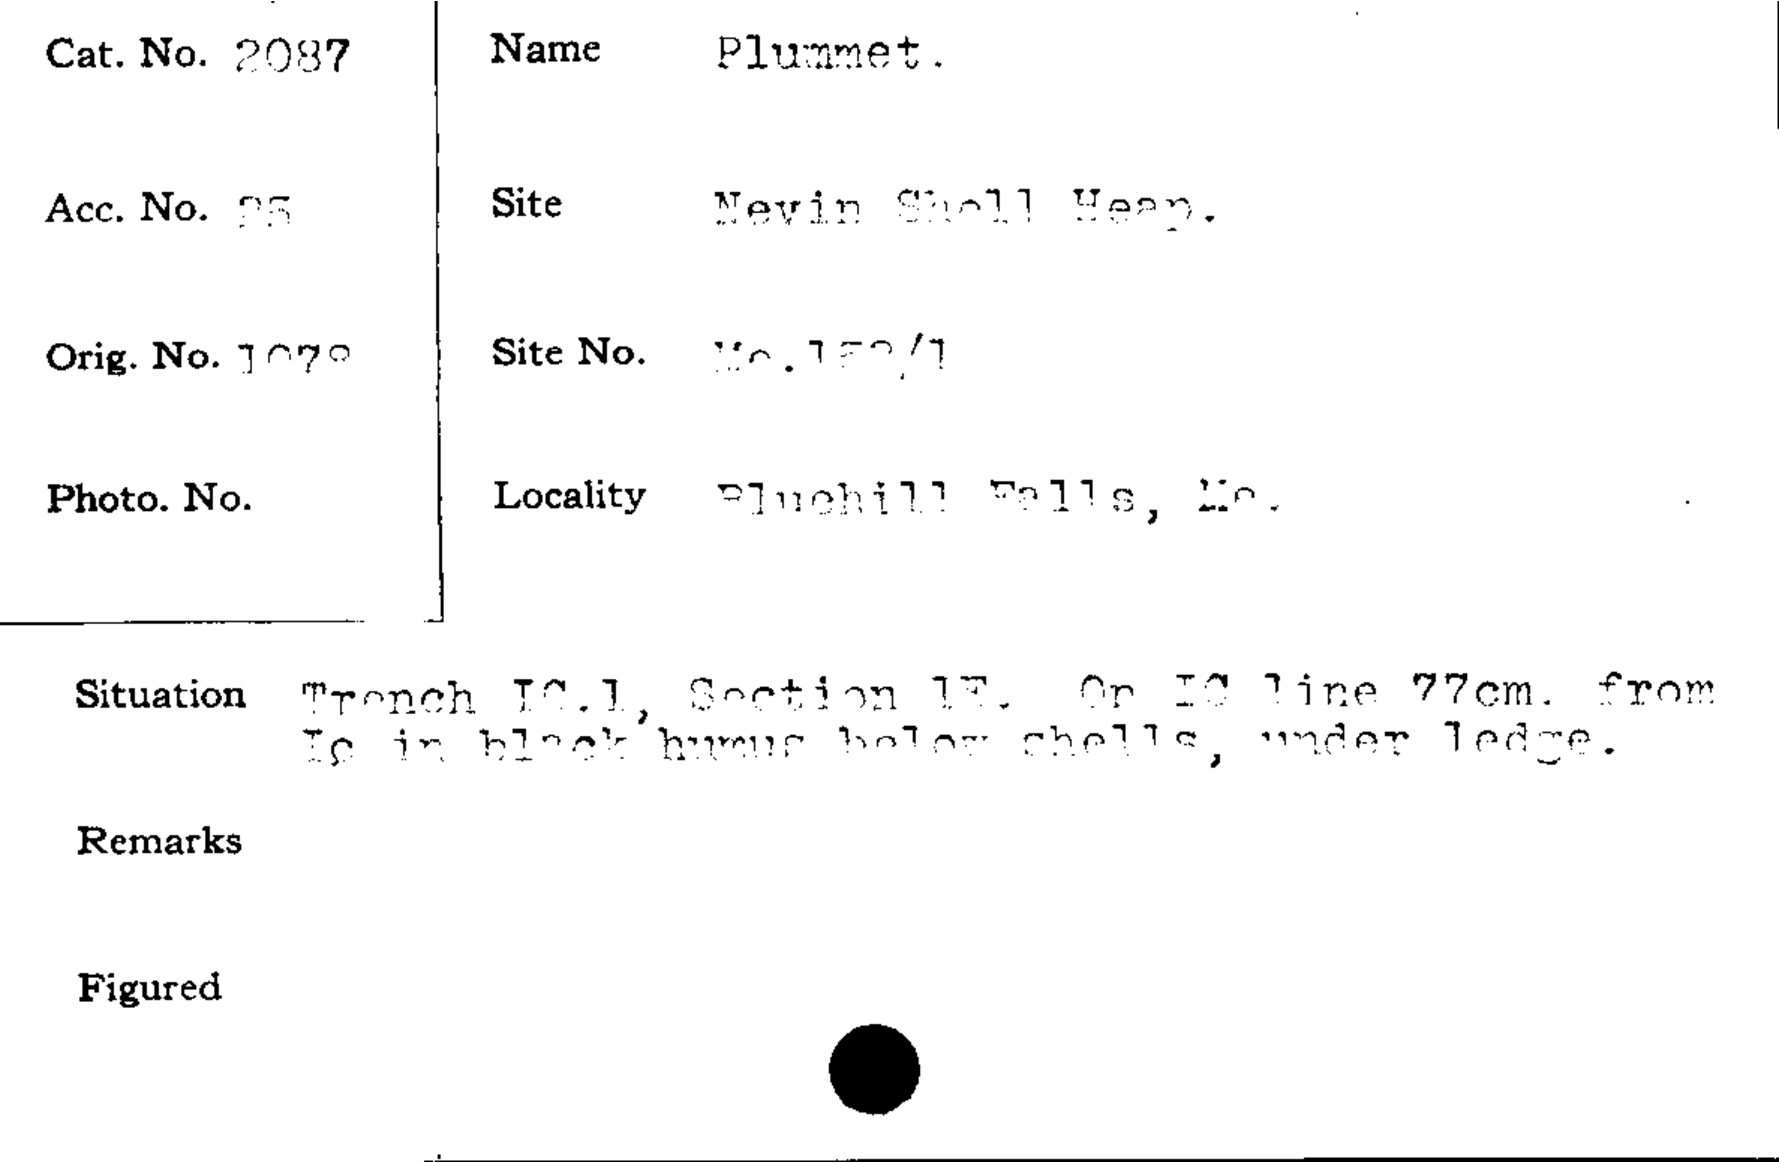 Cat. No. 2087
Name Plummet.
Acc. No. 25
Site Nevin Shell Heap.
Orig. No. 1078
Site No. Me.152/1
Photo. No.
Locality Bluehill Falls, Me.
Situation Trench IC.1, Section 1E. On IC line 77cm. from
Io in black humus below shells, under ledge.
Remarks
Figured